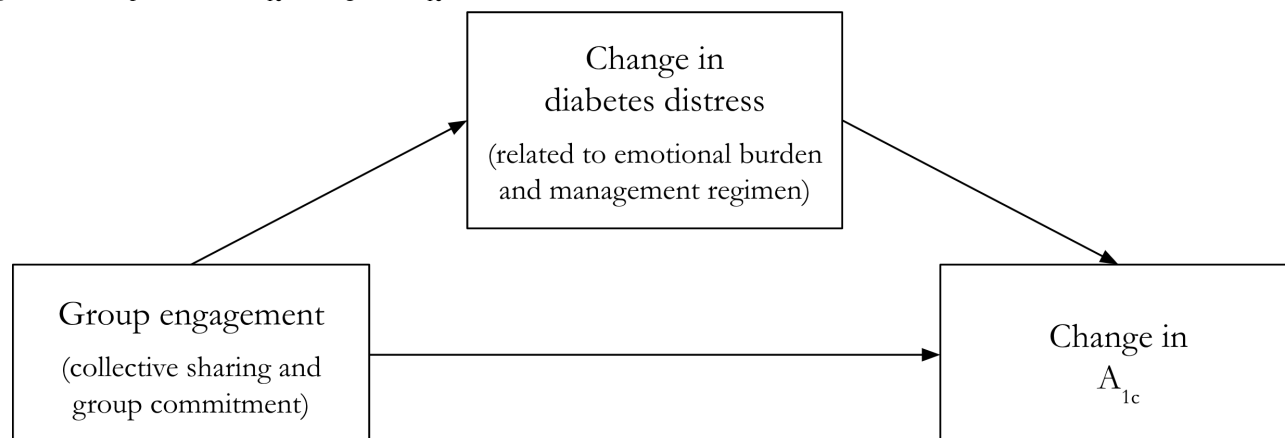 Change in
diabetes distress
(related to emotional burden
and management regimen)
Group engagement
(collective sharing and
group commitment)
Change in
A1c